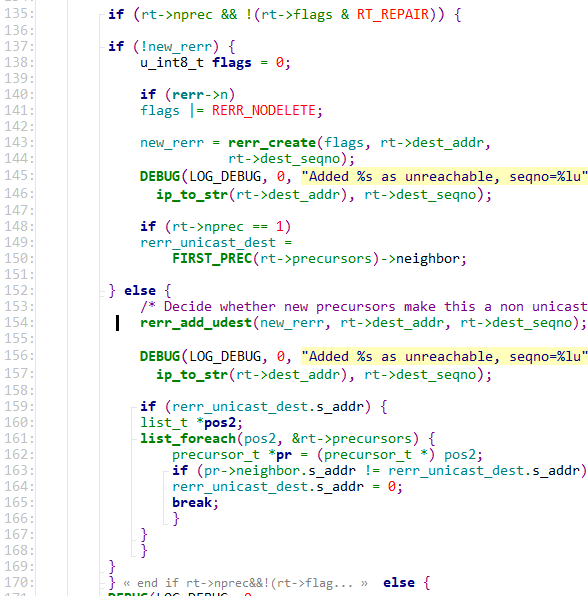 135: if (rt->nprec && !(rt->flags & RT_REPAIR)) {
136:
137: if (!new_rerr) {
138: u_int8_t flags = 0;
139:
140: if (rerr->n)
141: flags |= RERR_NODELETE;
142:
143: new_rerr = rerr_create(flags, rt->dest_addr,
144: rt->dest_seqno);
145: DEBUG(LOG_DEBUG, 0, "Added %s as unreachable, seqno=%lu"
146: ip_to_str(rt->dest_addr), rt->dest_seqno);
147:
148: if (rt->nprec == 1)
149: rerr_unicast_dest =
150: FIRST_PREC(rt->precursors)->neighbor;
151:
152: } else {
153: /* Decide whether new precursors make this a non unicast
154: rerr_add_udest(new_rerr, rt->dest_addr, rt->dest_seqno);
155:
156: DEBUG(LOG_DEBUG, 0, "Added %s as unreachable, seqno=%lu"
157: ip_to_str(rt->dest_addr), rt->dest_seqno);
158:
159: if (rerr_unicast_dest.s_addr) {
160: list_t *pos2;
161: list_foreach(pos2, &rt->precursors) {
162: precursor_t *pr = (precursor_t *) pos2;
163: if (pr->neighbor.s_addr != rerr_unicast_dest.s_addr)
164: rerr_unicast_dest.s_addr = 0;
165: break;
166: }
167: }
168: }
169: }
170: } « end if rt->nprec&&!(rt->flag... » else {